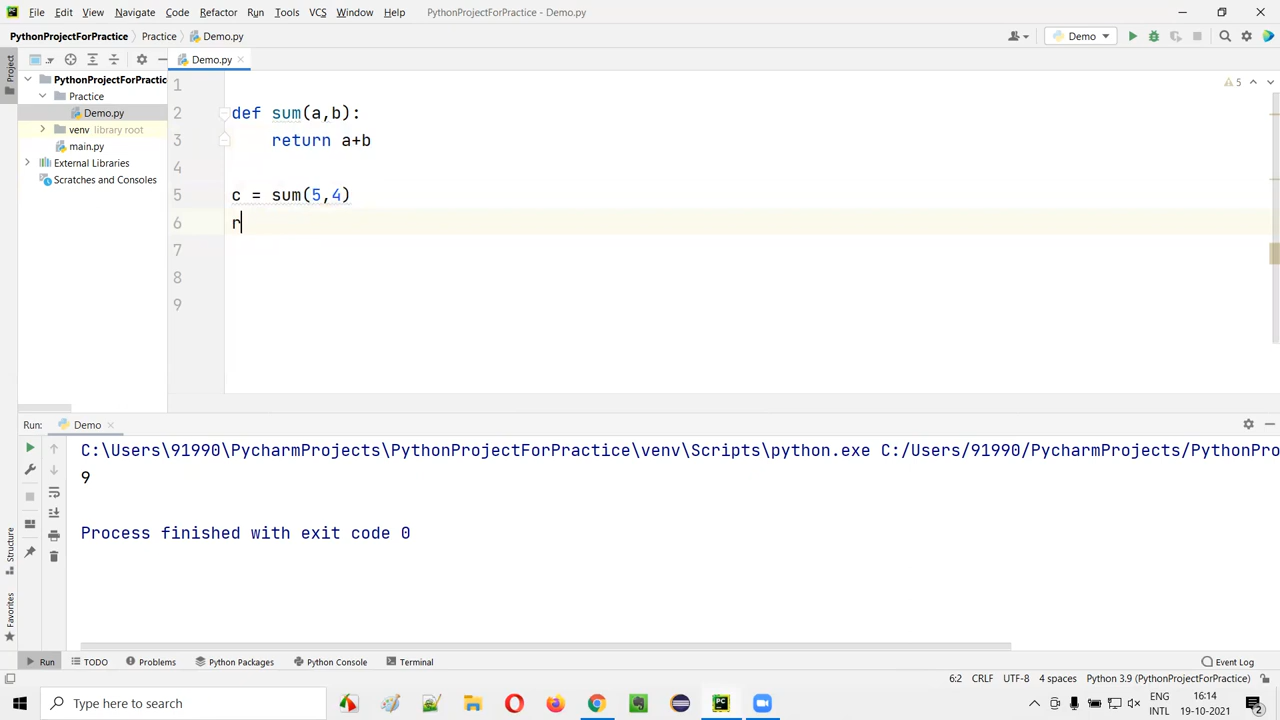 File Edit View Navigate Code Refactor Run Tools VCS Window Help PythonProjectForPractice - Demo.py
PythonProjectForPractice Practice Demo.py Demo
Project
Demo.py
PythonProjectForPractic
Practice
Demo.py
venv library root
main.py
External Libraries
Scratches and Consoles
5
1
2 def sum(a,b):
3 return a+b
4
5 c = sum(5,4)
6 r
7
8
9
Structure
Favorites
Run: Demo
C:\Users\91990\PycharmProjects\PythonProjectForPractice\venv\Scripts\python.exe C:/Users/91990/PycharmProjects/PythonPro
9
Process finished with exit code 0
Run TODO Problems Python Packages Python Console Terminal Event Log
6:2 CRLF UTF-8 4 spaces Python 3.9 (PythonProjectForPractice)
Type here to search
ENG
INTL
16:14
19-10-2021
2